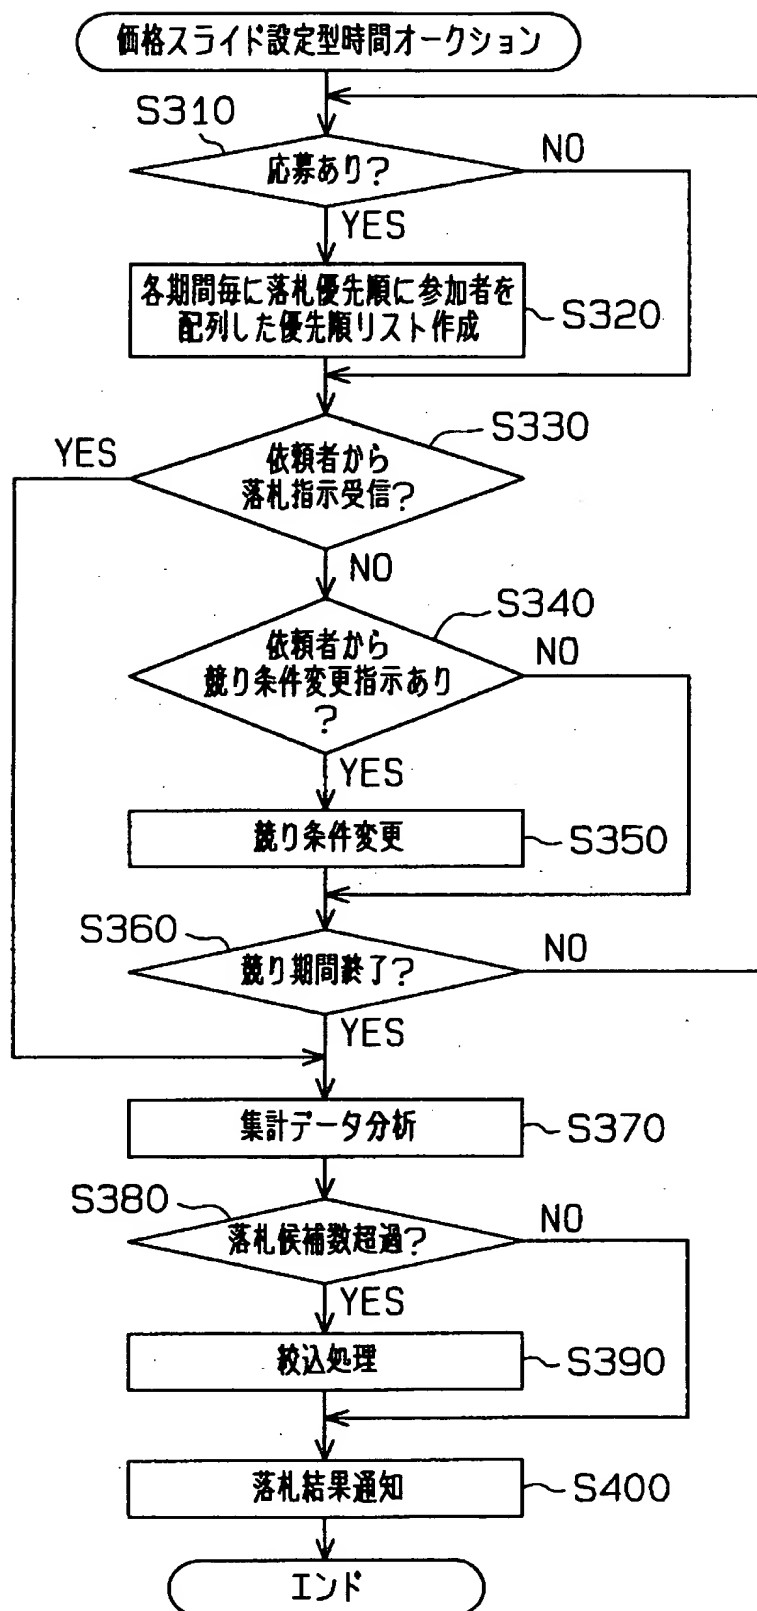 価格スライド設定型時間オークション
S310
応募あり?
NO
YES
各期間毎に落札優先順に参加者を
配列した優先順リスト作成
S320
S330
YES
依頼者から
落札指示受信?
NO
S340
依頼者から
競り条件変更指示あり
?
NO
YES
競り条件変更
S350
S360
競り期間終了?
NO
YES
集計データ分析
S370
S380
落札候補数超過?
NO
YES
絞込処理
S390
落札結果通知
S400
エンド